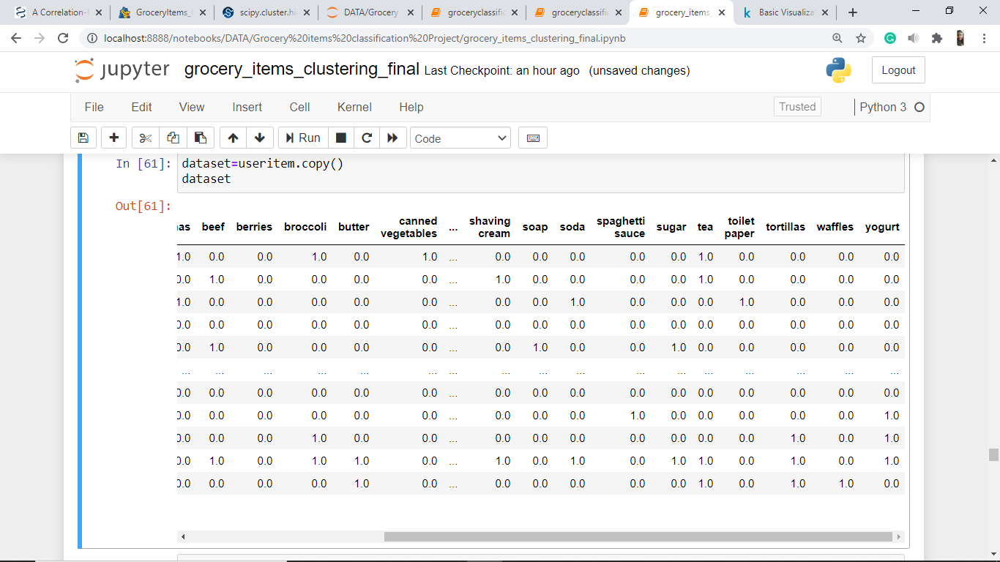 A Correlation-
GroceryItems_
scipy.cluster.hi
DATA/Grocery
groceryclassific
groceryclassific
grocery_items_
Basic Visualiza
localhost:8888/notebooks/DATA/Grocery%20items%20classification%20Project/grocery_items_clustering_final.ipynb
jupyter grocery_items_clustering_final Last Checkpoint: an hour ago (unsaved changes)
Logout
File Edit View Insert Cell Kernel Help
Trusted
Python 3
Run
Code
In [61]: dataset=useritem.copy()
dataset
Out[61]:
nas beef berries broccoli butter canned vegetables ... shaving cream soap soda spaghetti sauce sugar tea toilet paper tortillas waffles yogurt
1.0 0.0 0.0 1.0 0.0 1.0 ... 0.0 0.0 0.0 0.0 0.0 1.0 0.0 0.0 0.0 0.0
0.0 1.0 0.0 0.0 0.0 0.0 ... 1.0 0.0 0.0 0.0 0.0 1.0 0.0 0.0 0.0 0.0
1.0 0.0 0.0 0.0 0.0 0.0 ... 0.0 0.0 1.0 0.0 0.0 0.0 1.0 0.0 0.0 0.0
0.0 0.0 0.0 0.0 0.0 0.0 ... 0.0 0.0 0.0 0.0 0.0 0.0 0.0 0.0 0.0 0.0
0.0 1.0 0.0 0.0 0.0 0.0 ... 0.0 1.0 0.0 0.0 1.0 0.0 0.0 0.0 0.0 0.0
... ... ... ... ... ... ... ... ... ... ... ... ... ... ... ... ...
0.0 0.0 0.0 0.0 0.0 0.0 ... 0.0 0.0 0.0 0.0 0.0 0.0 0.0 0.0 0.0 0.0
0.0 0.0 0.0 0.0 0.0 0.0 ... 0.0 0.0 0.0 1.0 0.0 0.0 0.0 0.0 0.0 1.0
0.0 0.0 0.0 1.0 0.0 0.0 ... 0.0 0.0 0.0 0.0 0.0 0.0 0.0 1.0 0.0 1.0
0.0 1.0 0.0 1.0 1.0 0.0 ... 1.0 0.0 1.0 0.0 1.0 1.0 0.0 1.0 0.0 1.0
0.0 0.0 0.0 0.0 1.0 0.0 ... 0.0 0.0 0.0 0.0 0.0 1.0 0.0 1.0 1.0 0.0